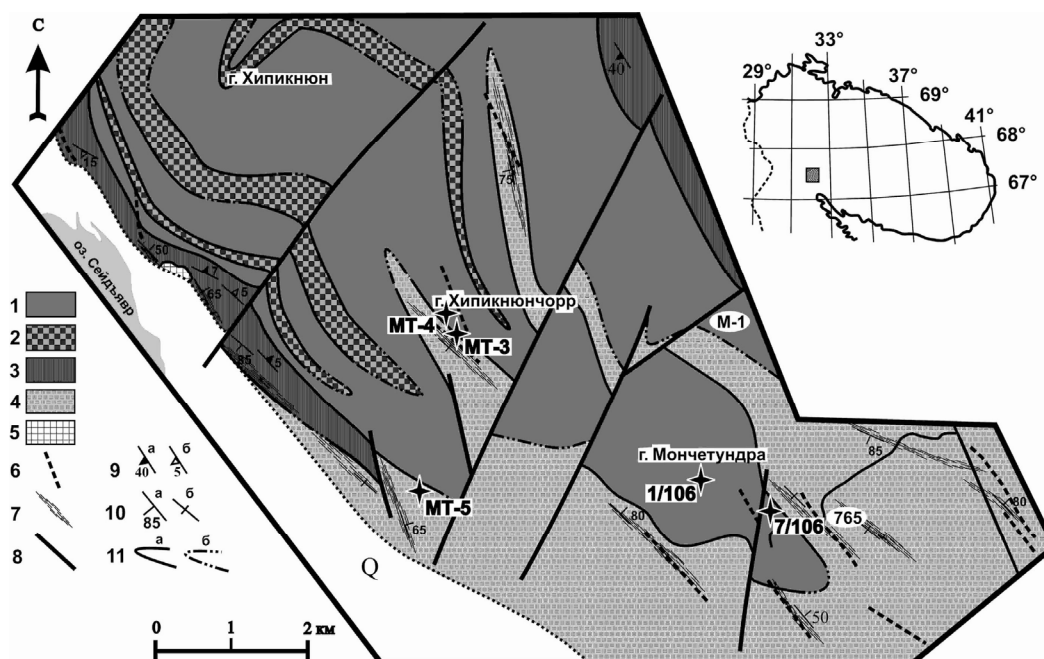 С
г. Хипикнюн
40
33°
29°
37°
69°
41°
68°
67°
15
75
50
7
5
65
оз. Сейдъявр
г. Хипикнюнчорр
МТ-4
МТ-3
М-1
85
5
1
2
3
4
5
6
7
8
9
а
б
40
5
10
а
б
85
11
а
б
г. Мончетундра
1/106
7/106
765
85
80
80
МТ-5
65
50
Q
0
1
2 км